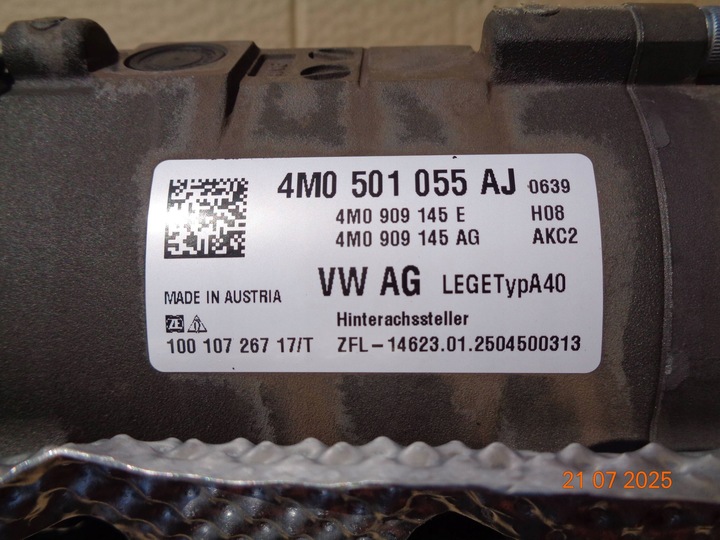 4M0 501 055 AJ 0639
4M0 909 145 E H08
4M0 909 145 AG AKC2
VW AG LEGETypA40
MADE IN AUSTRIA
Hinterachssteller
ZF
100 107 267 17/T ZFL-14623.01.2504500313
21 07 2025